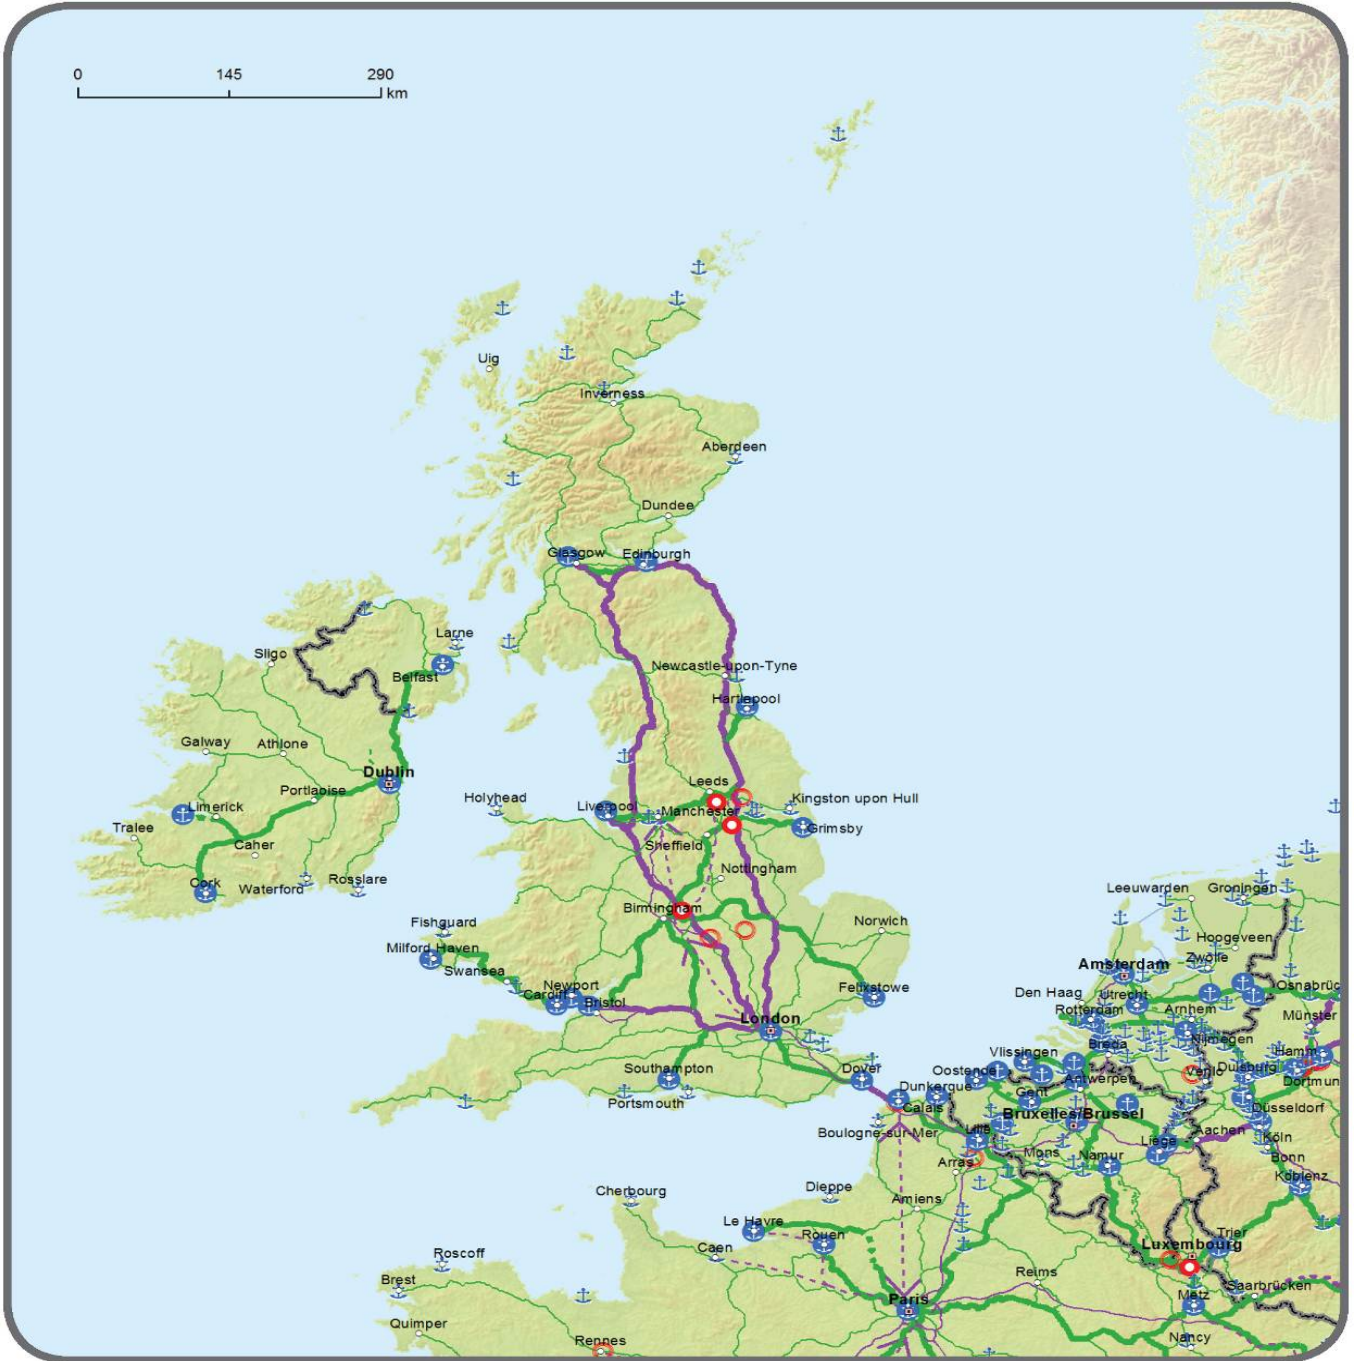 0 145 290
km
Uig
Inverness
Aberdeen
Dundee
Glasgow Edinburgh
Larne
Sligo
Newcastle-upon-Tyne
Belfast
Hartlepool
Galway Athlone
Dublin
Leeds
Portlaoise
Holyhead
Kingston upon Hull
Limerick
Liverpool
Manchester
Tralee
Grimsby
Caher
Sheffield
Nottingham
Cork
Waterford
Rosslare
Leeuwarden Groningen
Birmingham
Fishguard
Norwich
Hoogeveen
Milford Haven
Zwolle
Amsterdam
Swansea
Newport
Felixstowe
Den Haag
Utrecht
Osnabrüc
Cardiff
Bristol
Rotterdam
Arnhem
London
Münster
Nijmegen
Breda
Vlissingen
Hamm
Southampton
Dover
Oostende
Venlo
Duisburg
Dortmun
Antwerpen
Dunkerque
Gent
Portsmouth
Calais
Bruxelles/Brussel
Düsseldorf
Boulogne-sur-Mer
Lille
Aachen
Liege
Köln
Mons
Namur
Bonn
Arras
Koblenz
Cherbourg
Dieppe
Amiens
Le Havre
Rouen
Trier
Caen
Luxembourg
Roscoff
Reims
Brest
Saarbrücken
Paris
Metz
Quimper
Nancy
Rennes